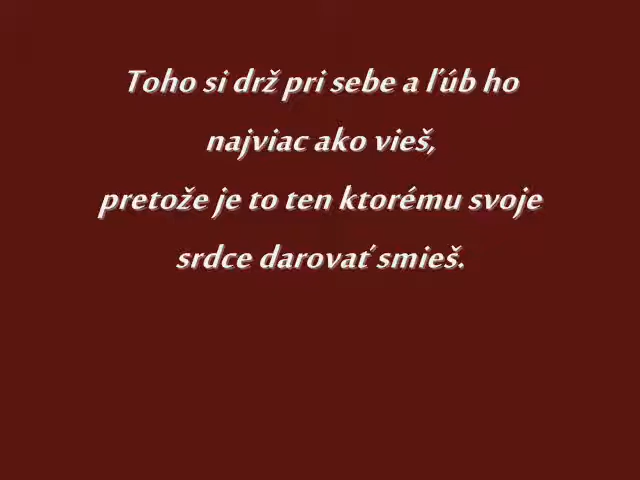 Toho si drž pri sebe a ľúb ho
najviac ako vieš,
pretože je to ten ktorému svoje
srdce darovať smieš.